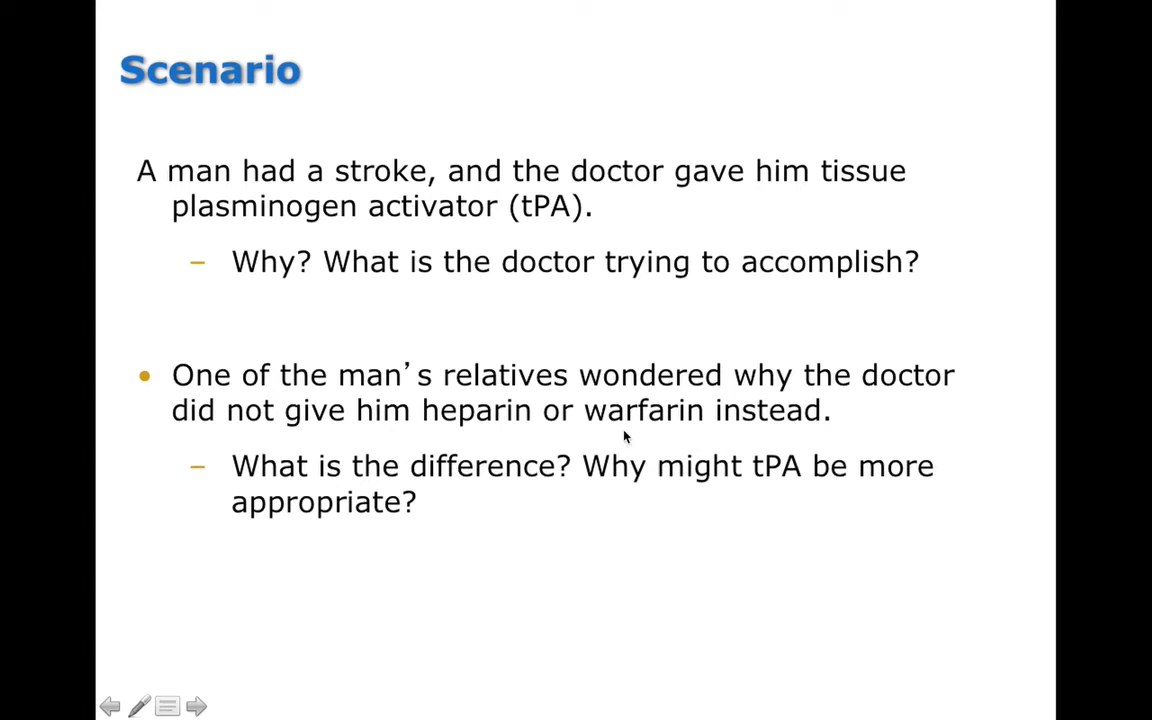 Scenario
A man had a stroke, and the doctor gave him tissue
plasminogen activator (tPA).
– Why? What is the doctor trying to accomplish?
• One of the man’s relatives wondered why the doctor
did not give him heparin or warfarin instead.
– What is the difference? Why might tPA be more
appropriate?